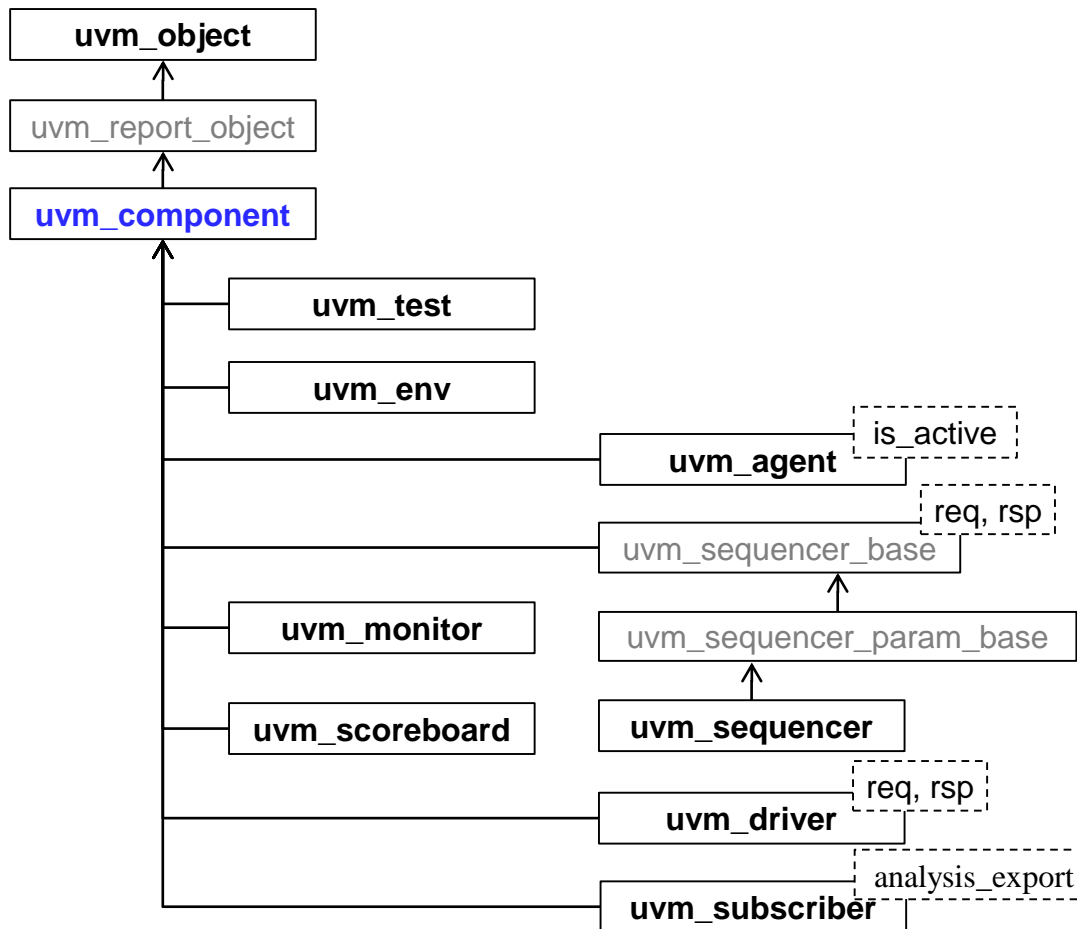 uvm_object
uvm_report_object
uvm_component
uvm_test
uvm_env
is_active
uvm_agent
req, rsp
uvm_sequencer_base
uvm_monitor
uvm_sequencer_param_base
uvm_scoreboard
uvm_sequencer
req, rsp
uvm_driver
analysis_export
uvm_subscriber